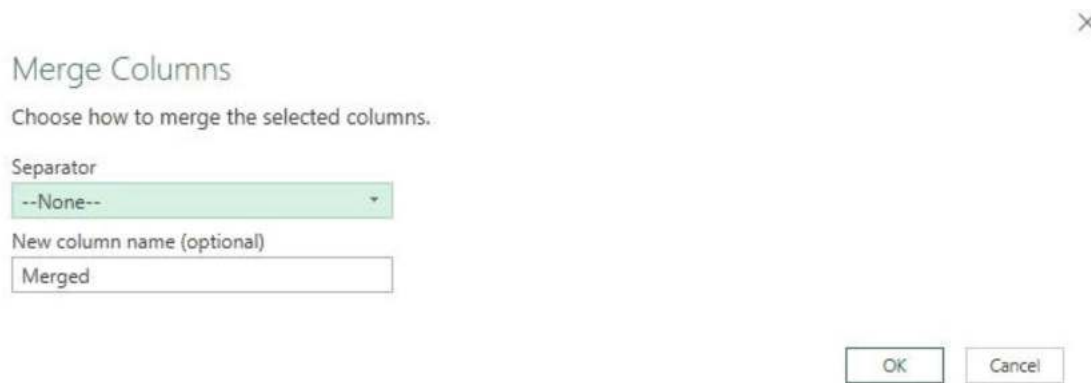 Merge Columns
Choose how to merge the selected columns.
Separator
--None--
New column name (optional)
Merged
OK Cancel